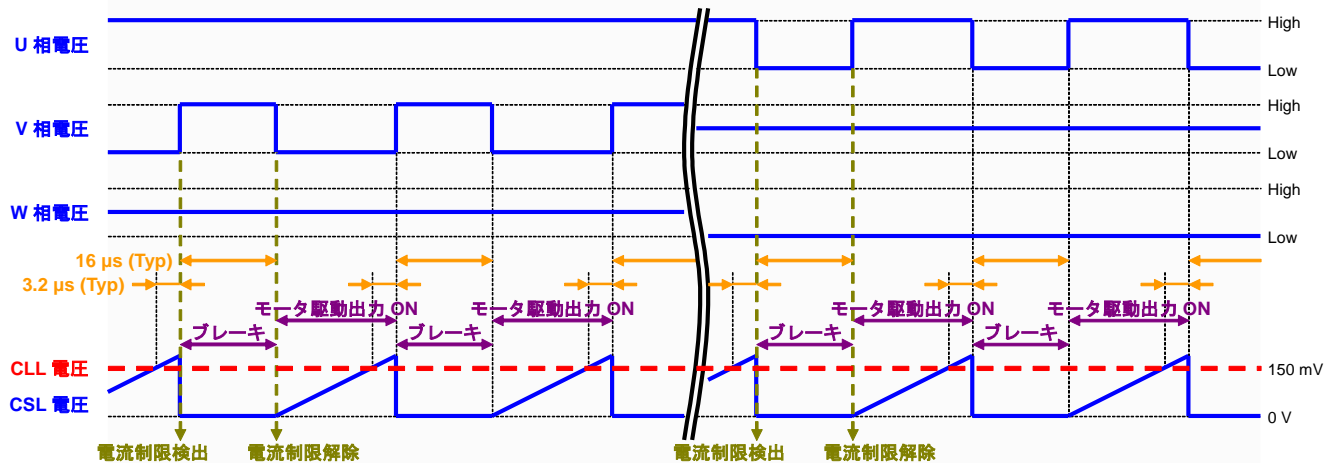 U 相電圧
High
Low
V 相電圧
High
Low
W 相電圧
High
Low
16 µs (Typ)
3.2 µs (Typ)
モータ駆動出力 ON
モータ駆動出力 ON
モータ駆動出力 ON
モータ駆動出力 ON
ブレーキ
ブレーキ
ブレーキ
ブレーキ
CLL 電圧
150 mV
CSL 電圧
0 V
電流制限検出
電流制限解除
電流制限検出
電流制限解除